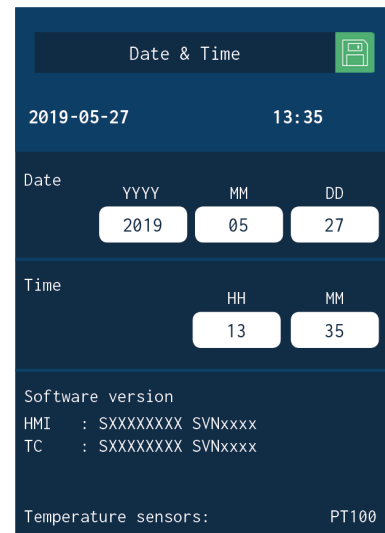 Date & Time
2019-05-27 13:35
Date
YYYY MM DD
2019 05 27
Time
HH MM
13 35
Software version
HMI : SXXXXXXXX SVNxxxx
TC : SXXXXXXXX SVNxxxx
Temperature sensors: PT100